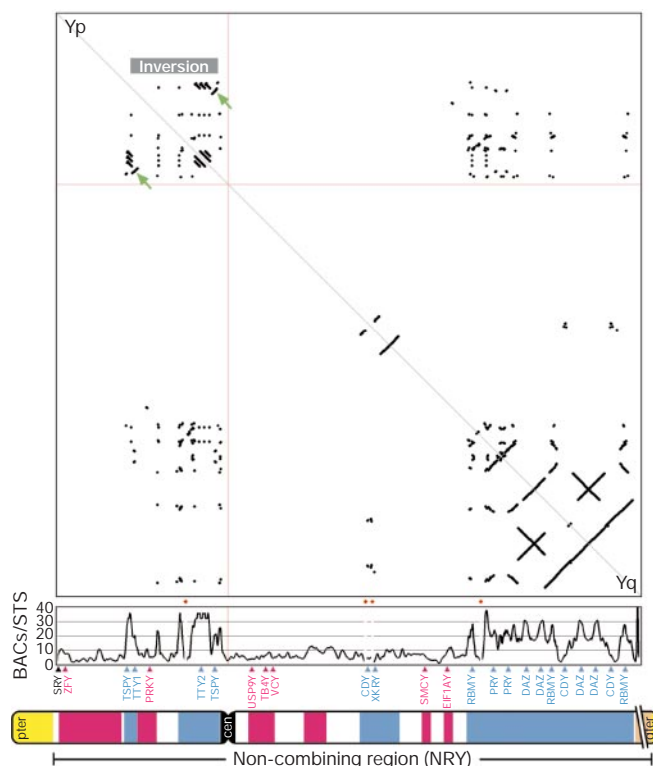 Yp
Inversion
Yq
BACs/STS
40
30
20
10
0
SRY
ZFY
TSPY
TTY1
PRKY
TTY2
TSPY
USP9Y
TB4Y
VCY
CDY
XKRY
SMCY
EIF1AY
RBMY
PRY
PRY
DAZ
DAZ
RBMY
CDY
DAZ
DAZ
CDY
RBMY
pter
cen
qter
Non-combining region (NRY)